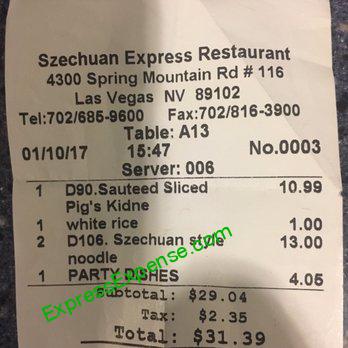 Szechuan Express Restaurant
4300 Spring Mountain Rd # 116
Las Vegas NV 89102
Tel:702/685-9600 Fax:702/816-3900
Table: A13
01/10/17 15:47 No.0003
Server: 006
1 D90.Sauteed Sliced 10.99
Pig's Kidne
1 white rice 1.00
2 D106. Szechuan style 13.00
noodle
1 PARTY DISHES 4.05
Subtotal: $29.04
Tax: $2.35
Total: $31.39
ExpressExpense.com